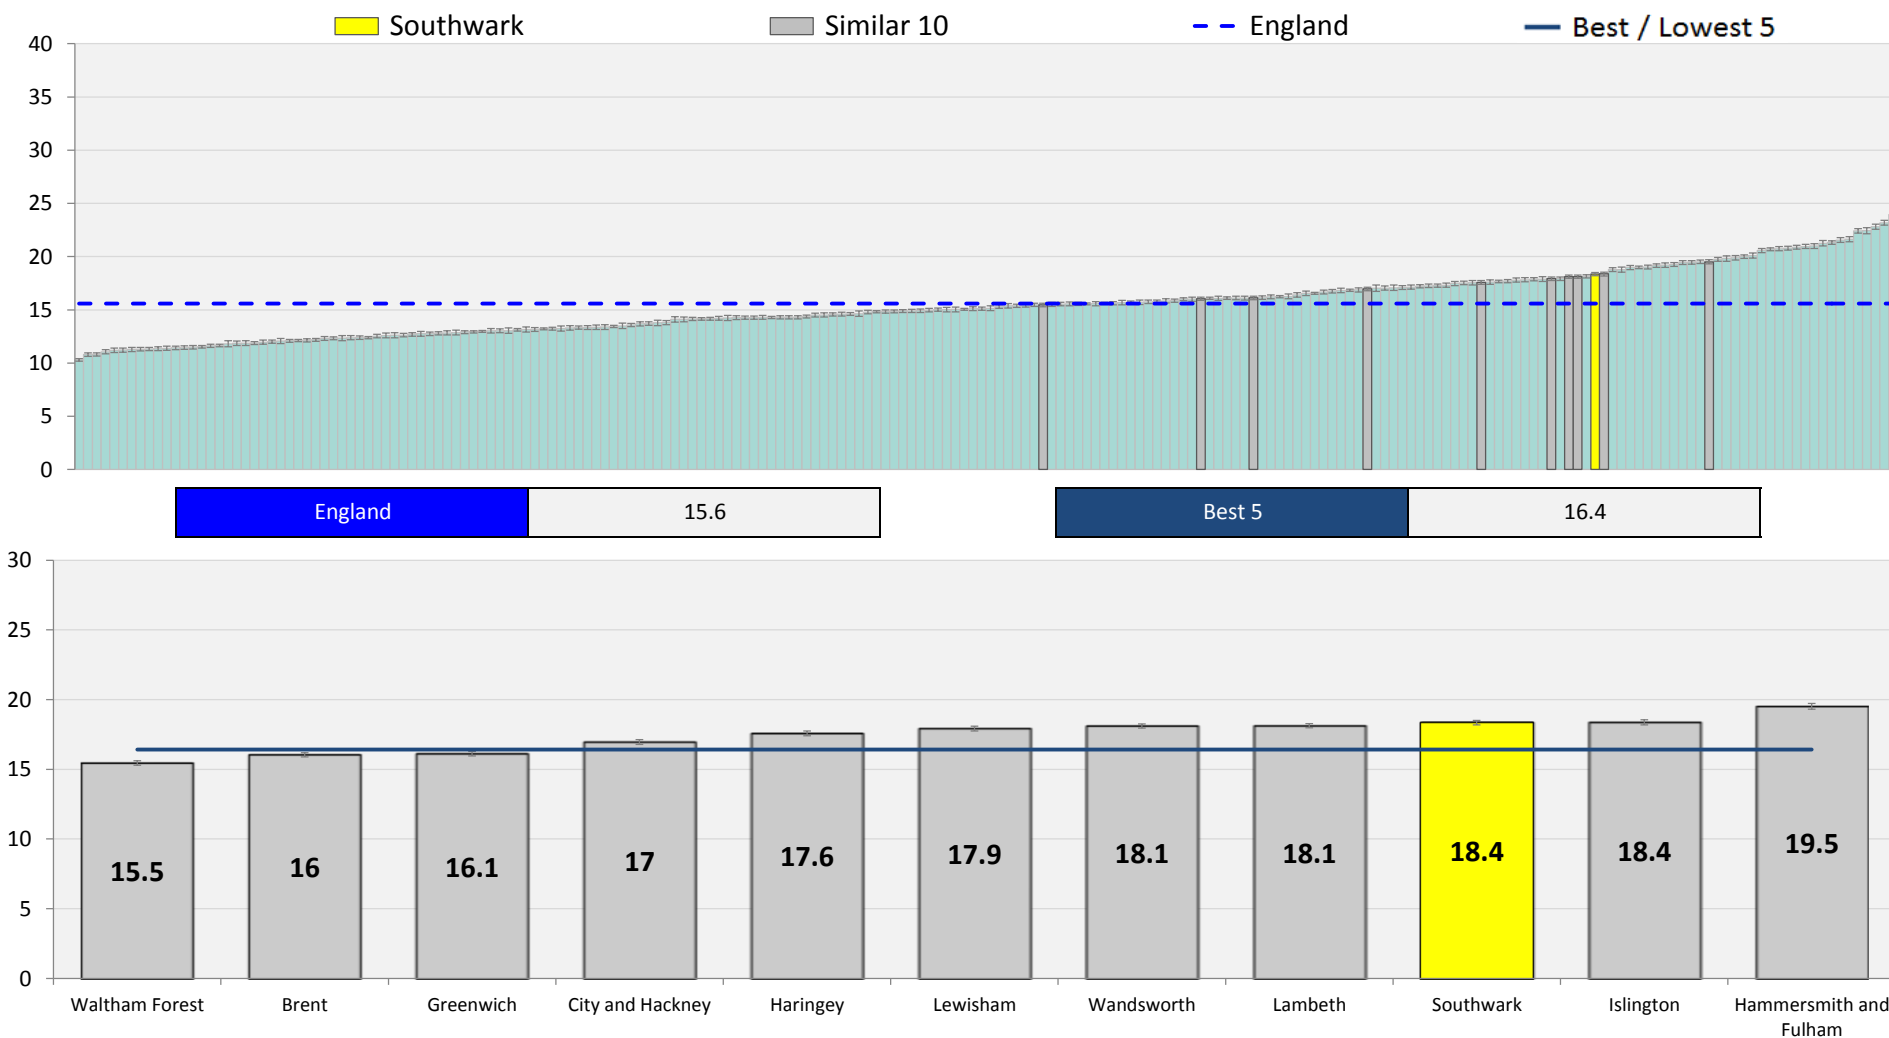 Southwark
Similar 10
England
Best / Lowest 5
40
35
30
25
20
15
10
5
0
England
15.6
Best 5
16.4
30
25
20
15
10
5
0
15.5
16
16.1
17
17.6
17.9
18.1
18.1
18.4
18.4
19.5
Waltham Forest
Brent
Greenwich
City and Hackney
Haringey
Lewisham
Wandsworth
Lambeth
Southwark
Islington
Hammersmith and
Fulham